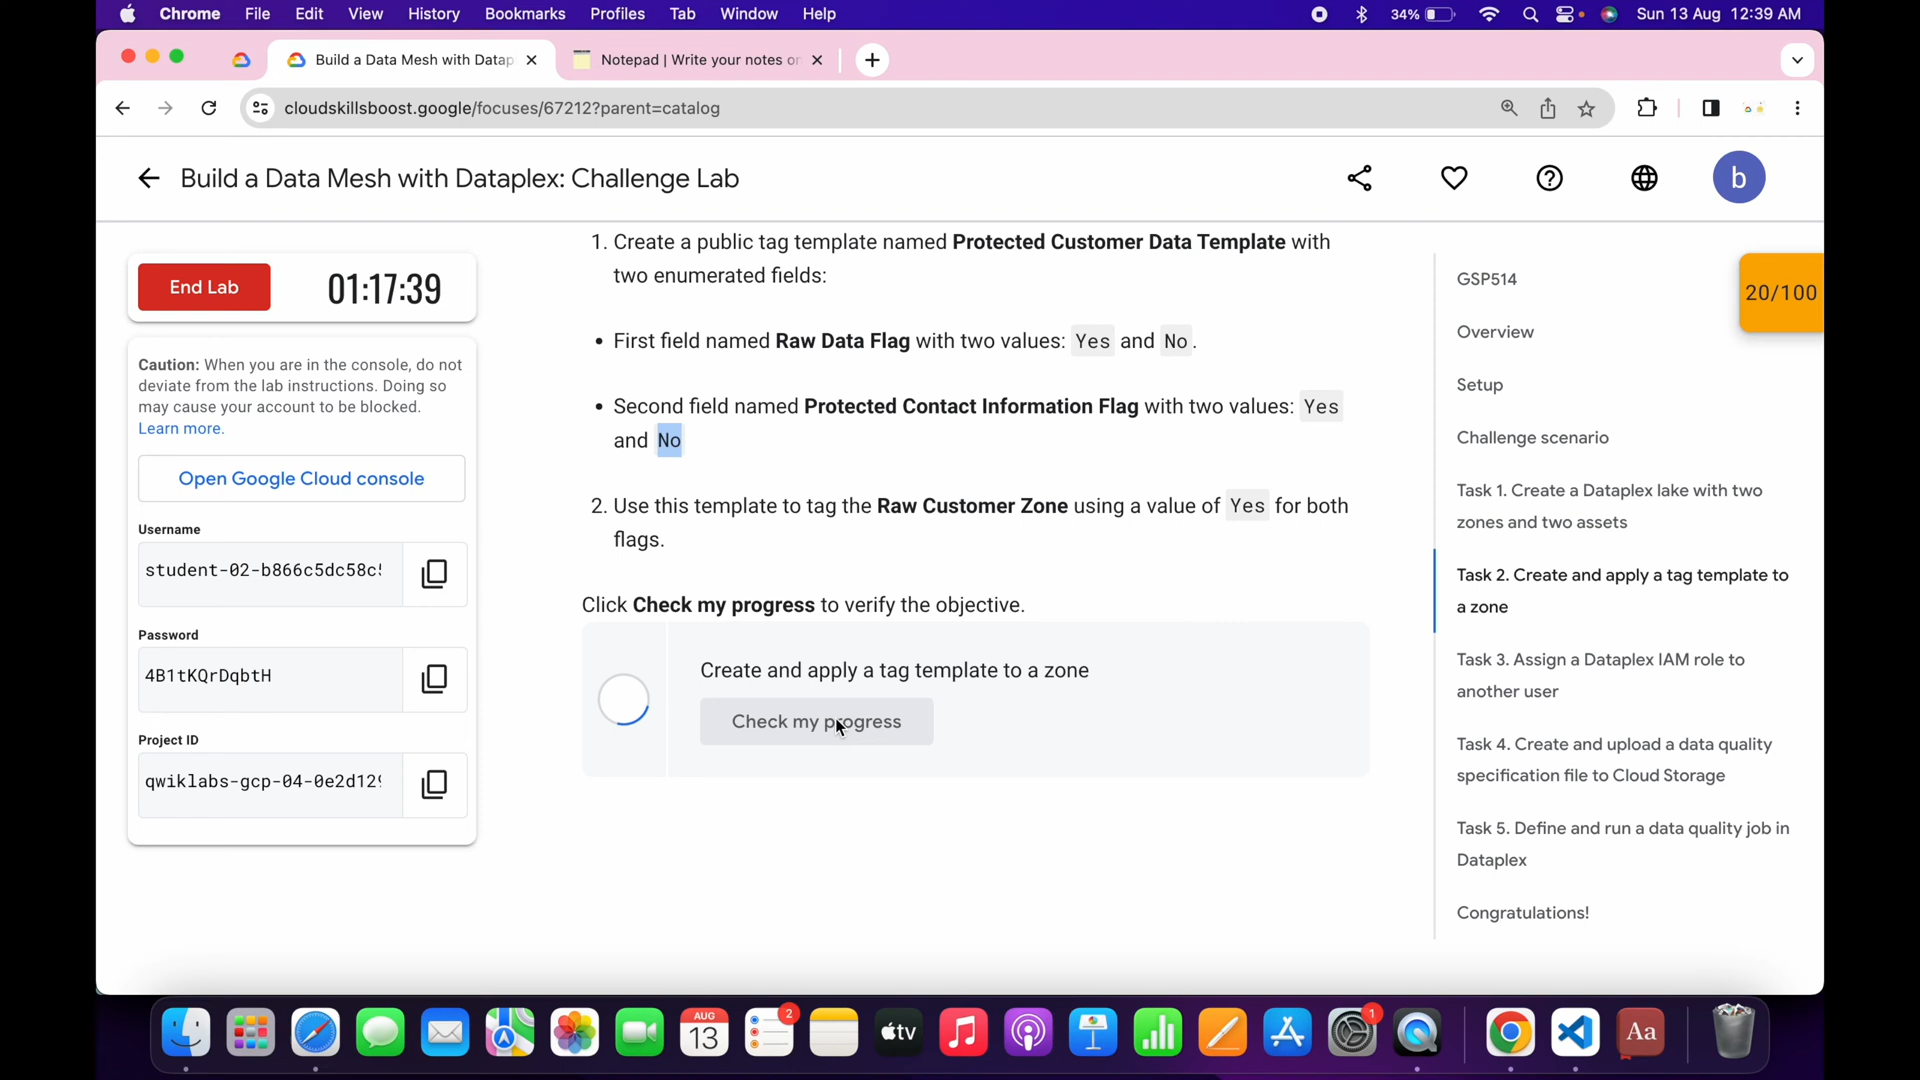 Chrome File Edit View History Bookmarks Profiles Tab Window Help 34% Sun 13 Aug 12:39 AM
Build a Data Mesh with Datap
Notepad | Write your notes on
cloudskillsboost.google/focuses/67212?parent=catalog
Build a Data Mesh with Dataplex: Challenge Lab
b
End Lab
01:17:39
Caution: When you are in the console, do not
deviate from the lab instructions. Doing so
may cause your account to be blocked.
Learn more.
Open Google Cloud console
Username
student-02-b866c5dc58c
Password
4B1tKQrDqbtH
Project ID
qwiklabs-gcp-04-0e2d129
1. Create a public tag template named Protected Customer Data Template with
two enumerated fields:
• First field named Raw Data Flag with two values: Yes and No.
• Second field named Protected Contact Information Flag with two values: Yes
and No
2. Use this template to tag the Raw Customer Zone using a value of Yes for both
flags.
Click Check my progress to verify the objective.
Create and apply a tag template to a zone
Check my progress
GSP514
Overview
Setup
Challenge scenario
Task 1. Create a Dataplex lake with two
zones and two assets
Task 2. Create and apply a tag template to
a zone
Task 3. Assign a Dataplex IAM role to
another user
Task 4. Create and upload a data quality
specification file to Cloud Storage
Task 5. Define and run a data quality job in
Dataplex
Congratulations!
20/100
AUG
13
2
tv
1
Aa